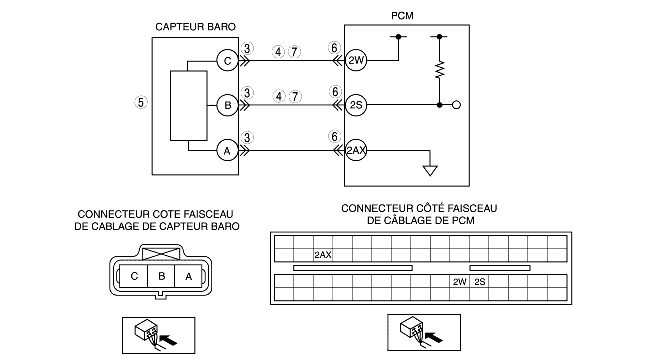 PCM
CAPTEUR BARO
C 3 4 7 6 2W
5 B 3 4 7 6 2S
A 3 6 2AX
CONNECTEUR COTE FAISCEAU
DE CABLAGE DE CAPTEUR BARO
C B A
CONNECTEUR CÔTÉ FAISCEAU
DE CÂBLAGE DE PCM
2AX
2W 2S